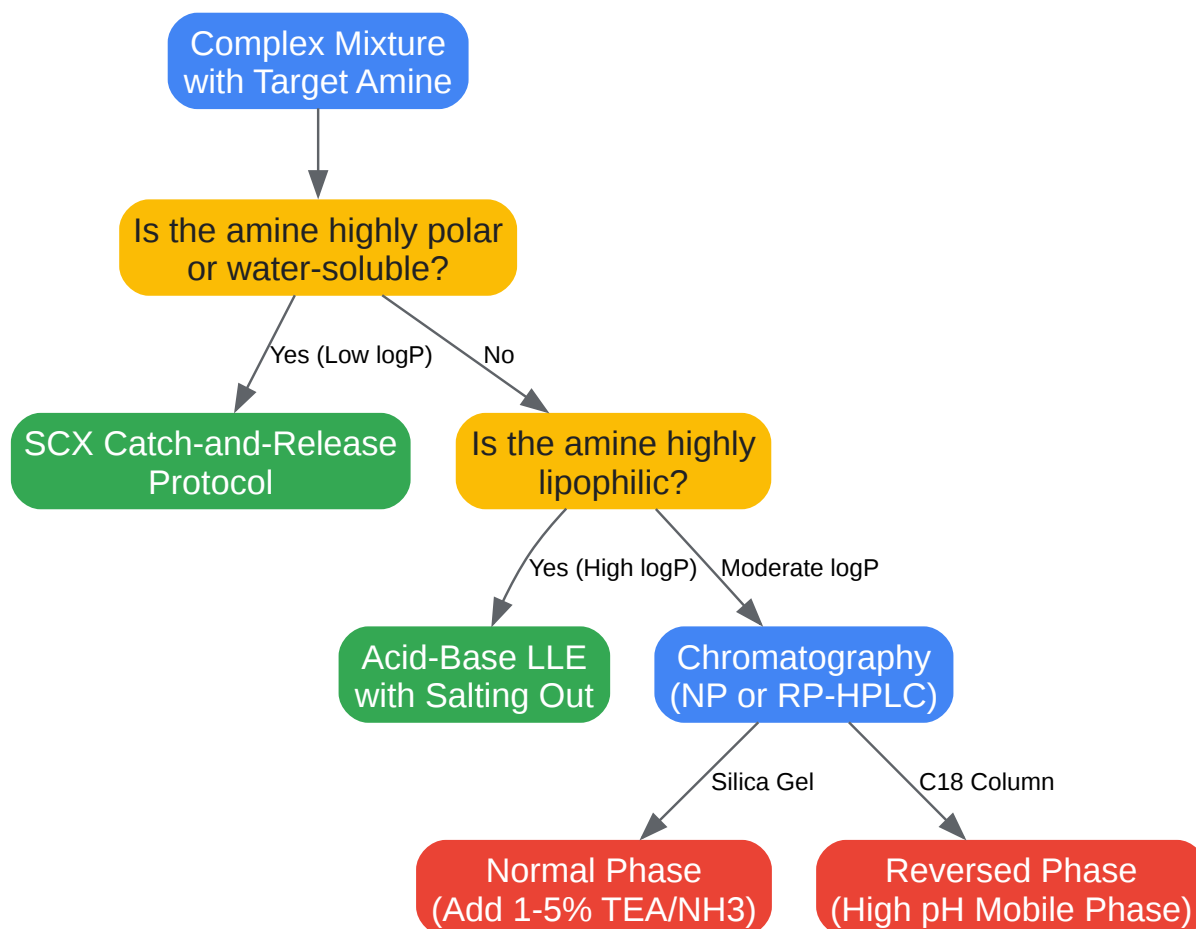 Complex Mixture
with Target Amine
Is the amine highly polar
or water-soluble?
Yes (Low logP)
No
SCX Catch-and-Release
Protocol
Is the amine highly
lipophilic?
Yes (High logP)
Moderate logP
Acid-Base LLE
with Salting Out
Chromatography
(NP or RP-HPLC)
Silica Gel
C18 Column
Normal Phase
(Add 1-5% TEA/NH3)
Reversed Phase
(High pH Mobile Phase)